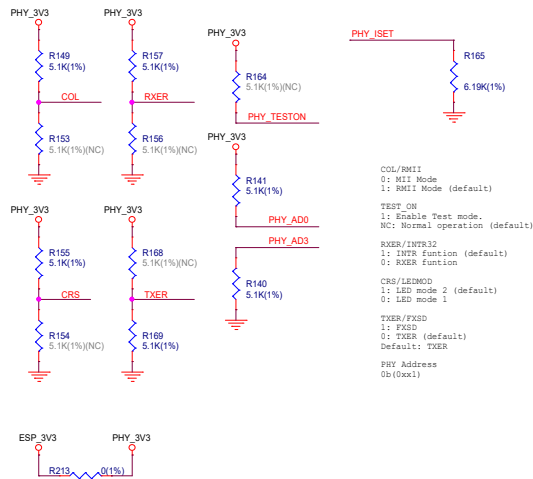 PHY_3V3
R149
5.1K(1%)
COL
R153
5.1K(1%)(NC)
PHY_3V3
R157
5.1K(1%)
RXER
R156
5.1K(1%)(NC)
PHY_3V3
R164
5.1K(1%)(NC)
PHY_TESTON
PHY_3V3
R141
5.1K(1%)
PHY_AD0
PHY_AD3
R140
5.1K(1%)
PHY_ISET
R165
6.19K(1%)
PHY_3V3
R155
5.1K(1%)
CRS
R154
5.1K(1%)(NC)
PHY_3V3
R168
5.1K(1%)(NC)
TXER
R169
5.1K(1%)
COL/RMII
0: MII Mode
1: RMII Mode (default)
TEST_ON
1: Enable Test mode.
NC: Normal operation (default)
RXER/INTR32
1: INTR funtion (default)
0: RXER funtion
CRS/LEDMOD
1: LED mode 2 (default)
0: LED mode 1
TXER/FXSD
1: FXSD
0: TXER (default)
Default: TXER
PHY Address
0b(0xx1)
ESP_3V3
PHY_3V3
R213
0(1%)